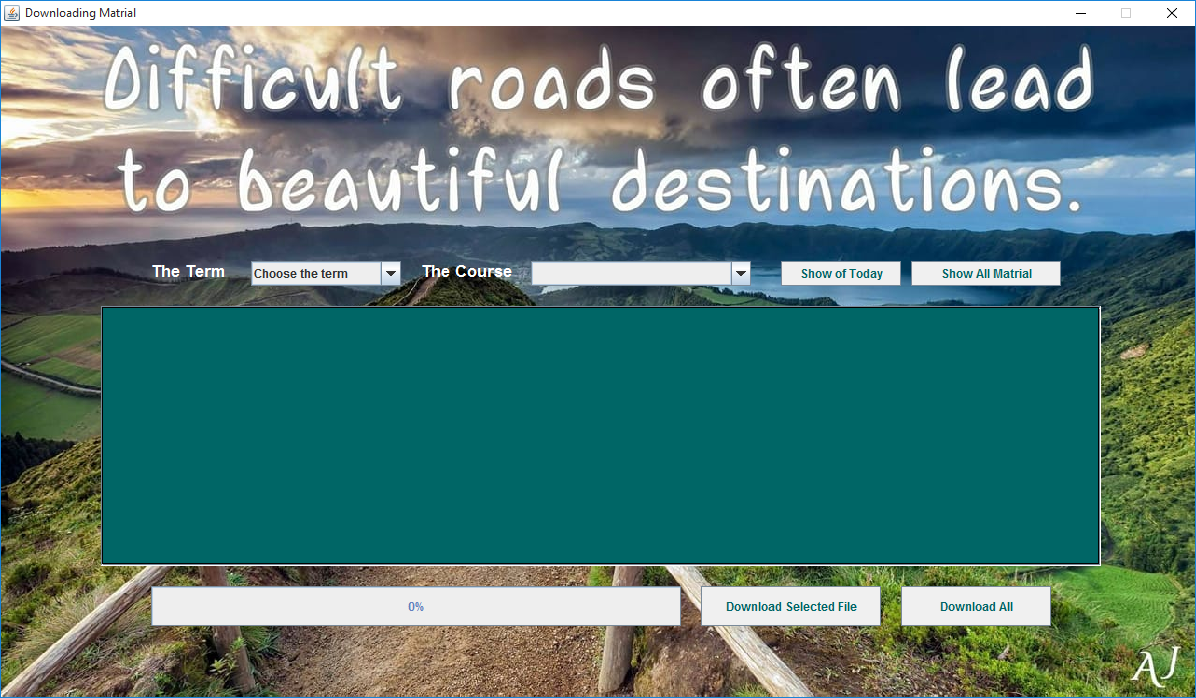 Downloading Matrial
Difficult roads often lead
to beautiful destinations.
The Term Choose the term The Course Show of Today Show All Matrial
0% Download Selected File Download All
AJ